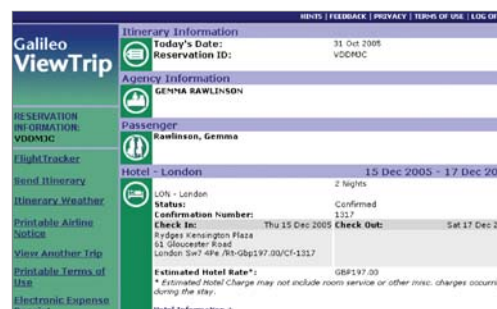 HINTS | FEEDBACK | PRIVACY | TERMS OF USE | LOG OF
Galileo
ViewTrip
RESERVATION
INFORMATION:
VDDM3C
FlightTracker
Send Itinerary
Itinerary Weather
Printable Airline
Notice
View Another Trip
Printable Terms of
Use
Electronic Expense
Itinerary Information
Today's Date: 31 Oct 2005
Reservation ID: VDDM3C
Agency Information
GEMMA RAWLINSON
Passenger
Rawlinson, Gemma
Hotel - London 15 Dec 2005 - 17 Dec 20
2 Nights
LON - London
Status: Confirmed
Confirmation Number: 1317
Check In: Thu 15 Dec 2005 Check Out: Sat 17 Dec 2
Rydges Kensington Plaza
61 Gloucester Road
London Sw7 4Pe /Rt-Gbp197.00/Cf-1317
Estimated Hotel Rate*: GBP197.00
* Estimated Hotel Charge may not include room service or other misc. charges occurri
during the stay.